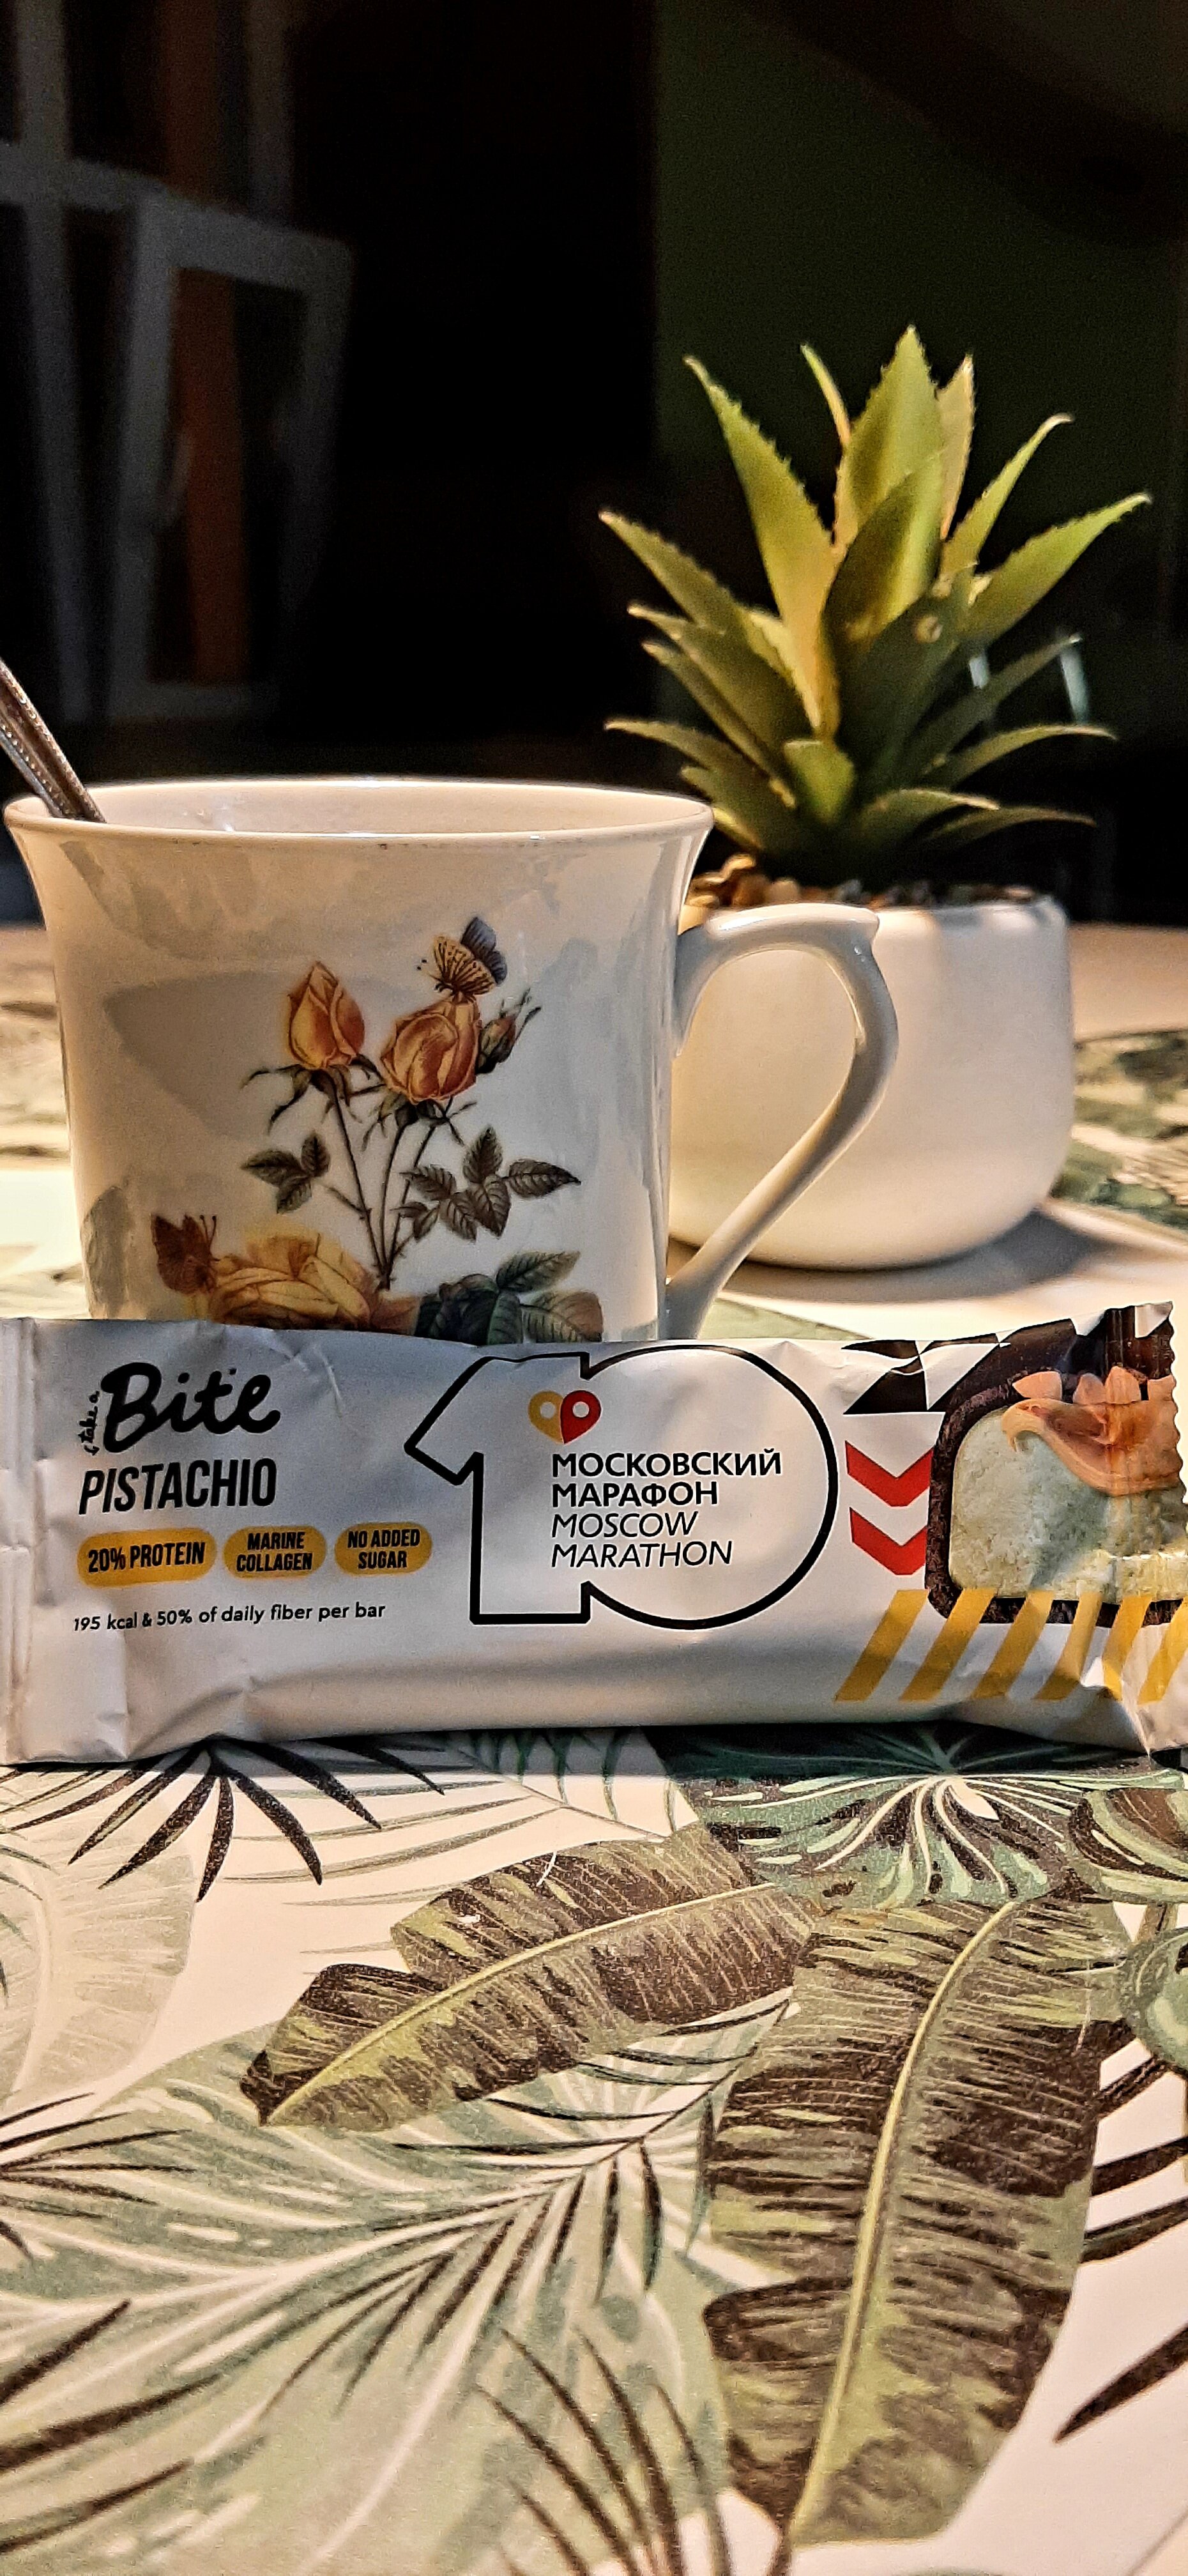 take a
Bite
PISTACHIO
20% PROTEIN
MARINE
COLLAGEN
NO ADDED
SUGAR
195 kcal & 50% of daily fiber per bar
10
МОСКОВСКИЙ
МАРАФОН
MOSCOW
MARATHON